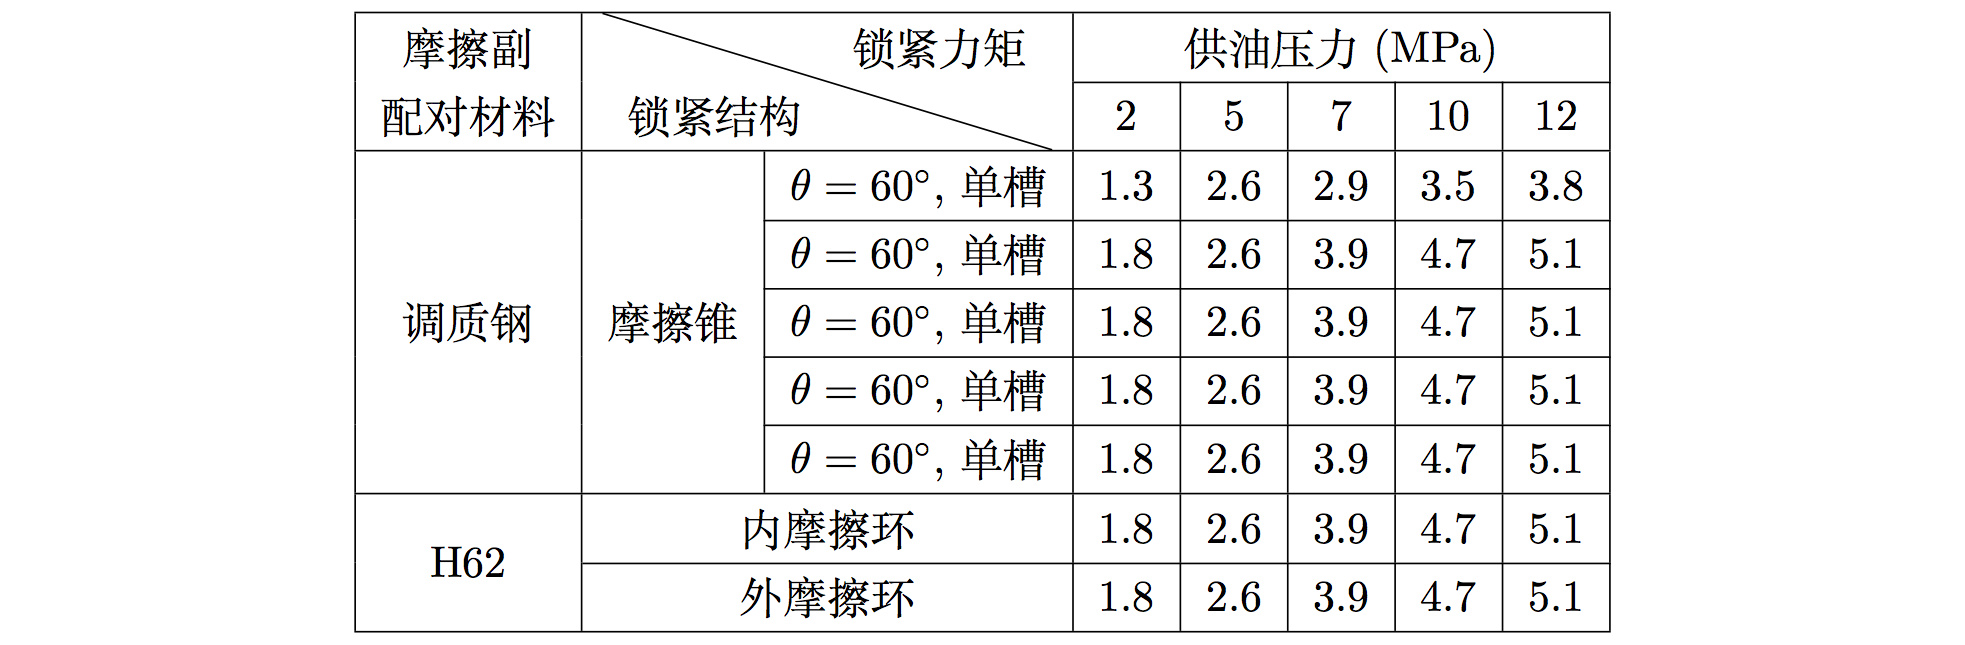 摩擦副 锁紧力矩 供油压力 (MPa)
配对材料 锁紧结构 2 5 7 10 12
θ = 60°, 单槽 1.3 2.6 2.9 3.5 3.8
θ = 60°, 单槽 1.8 2.6 3.9 4.7 5.1
调质钢 摩擦锥 θ = 60°, 单槽 1.8 2.6 3.9 4.7 5.1
θ = 60°, 单槽 1.8 2.6 3.9 4.7 5.1
θ = 60°, 单槽 1.8 2.6 3.9 4.7 5.1
H62 内摩擦环 1.8 2.6 3.9 4.7 5.1
外摩擦环 1.8 2.6 3.9 4.7 5.1